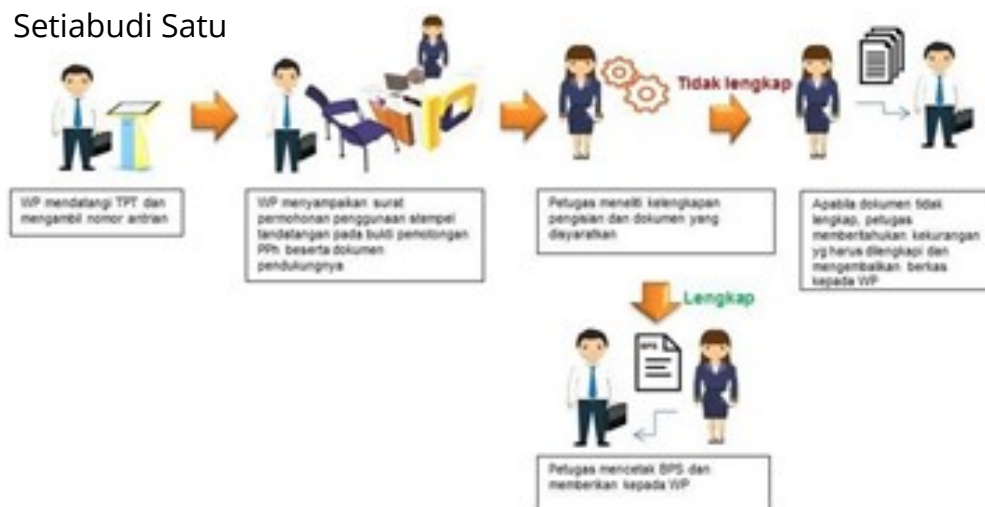 Setiabudi Satu
Tidak lengkap
WP mendatangi TPT dan
mengambil nomor antrian
WP menyampaikan surat
permohonan penggunaan stempel
tandatangan pada bukti pemotongan
PPh beserta dokumen
pendukungnya
Petugas meneliti kelengkapan
pengisian dan dokumen yang
disyaratkan
Apabila dokumen tidak
lengkap, petugas
memberitahukan kekurangan
yg harus dilengkapi dan
mengembalikan berkas
kepada WP
Lengkap
BPS
Petugas mencetak BPS dan
memberikan kepada WP